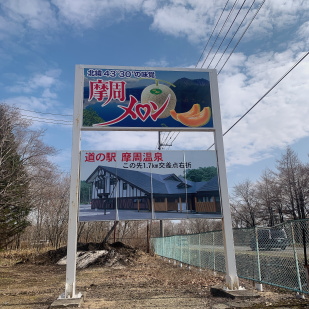 北緯43°30'の味覚
摩周
メロン
道の駅 摩周温泉
この先1.7km交差点右折